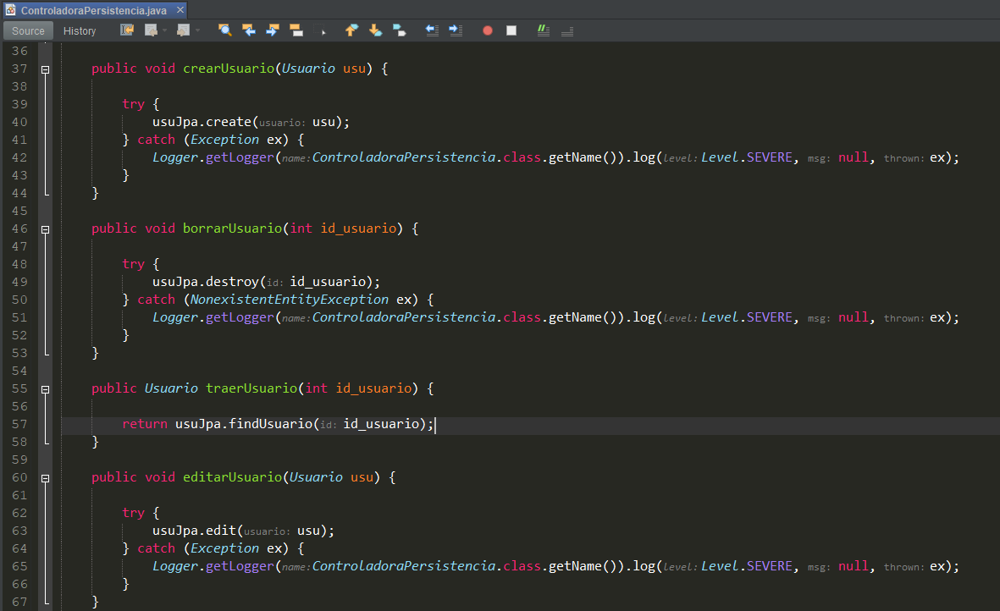 ControladoraPersistencia.java ×
Source History
36
37 public void crearUsuario(Usuario usu) {
38
39 try {
40 usuJpa.create(usuario: usu);
41 } catch (Exception ex) {
42 Logger.getLogger(name:ControladoraPersistencia.class.getName()).log(level:Level.SEVERE, msg: null, thrown: ex);
43 }
44 }
45
46 public void borrarUsuario(int id_usuario) {
47
48 try {
49 usuJpa.destroy(id: id_usuario);
50 } catch (NonexistentEntityException ex) {
51 Logger.getLogger(name:ControladoraPersistencia.class.getName()).log(level:Level.SEVERE, msg: null, thrown: ex);
52 }
53 }
54
55 public Usuario traerUsuario(int id_usuario) {
56
57 return usuJpa.findUsuario(id: id_usuario);
58 }
59
60 public void editarUsuario(Usuario usu) {
61
62 try {
63 usuJpa.edit(usuario: usu);
64 } catch (Exception ex) {
65 Logger.getLogger(name:ControladoraPersistencia.class.getName()).log(level:Level.SEVERE, msg: null, thrown: ex);
66 }
67 }